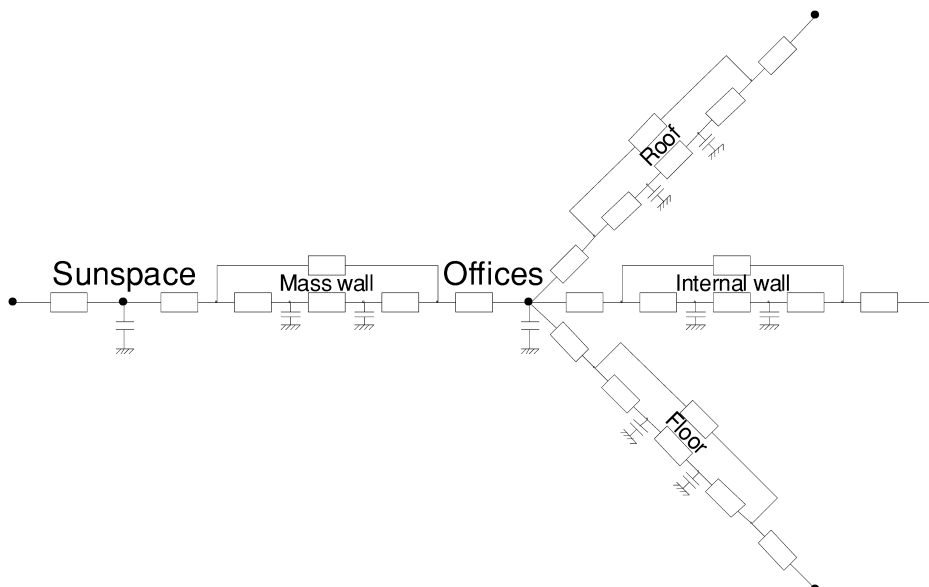 Roof
Sunspace
Mass wall
Offices
Internal wall
Floor